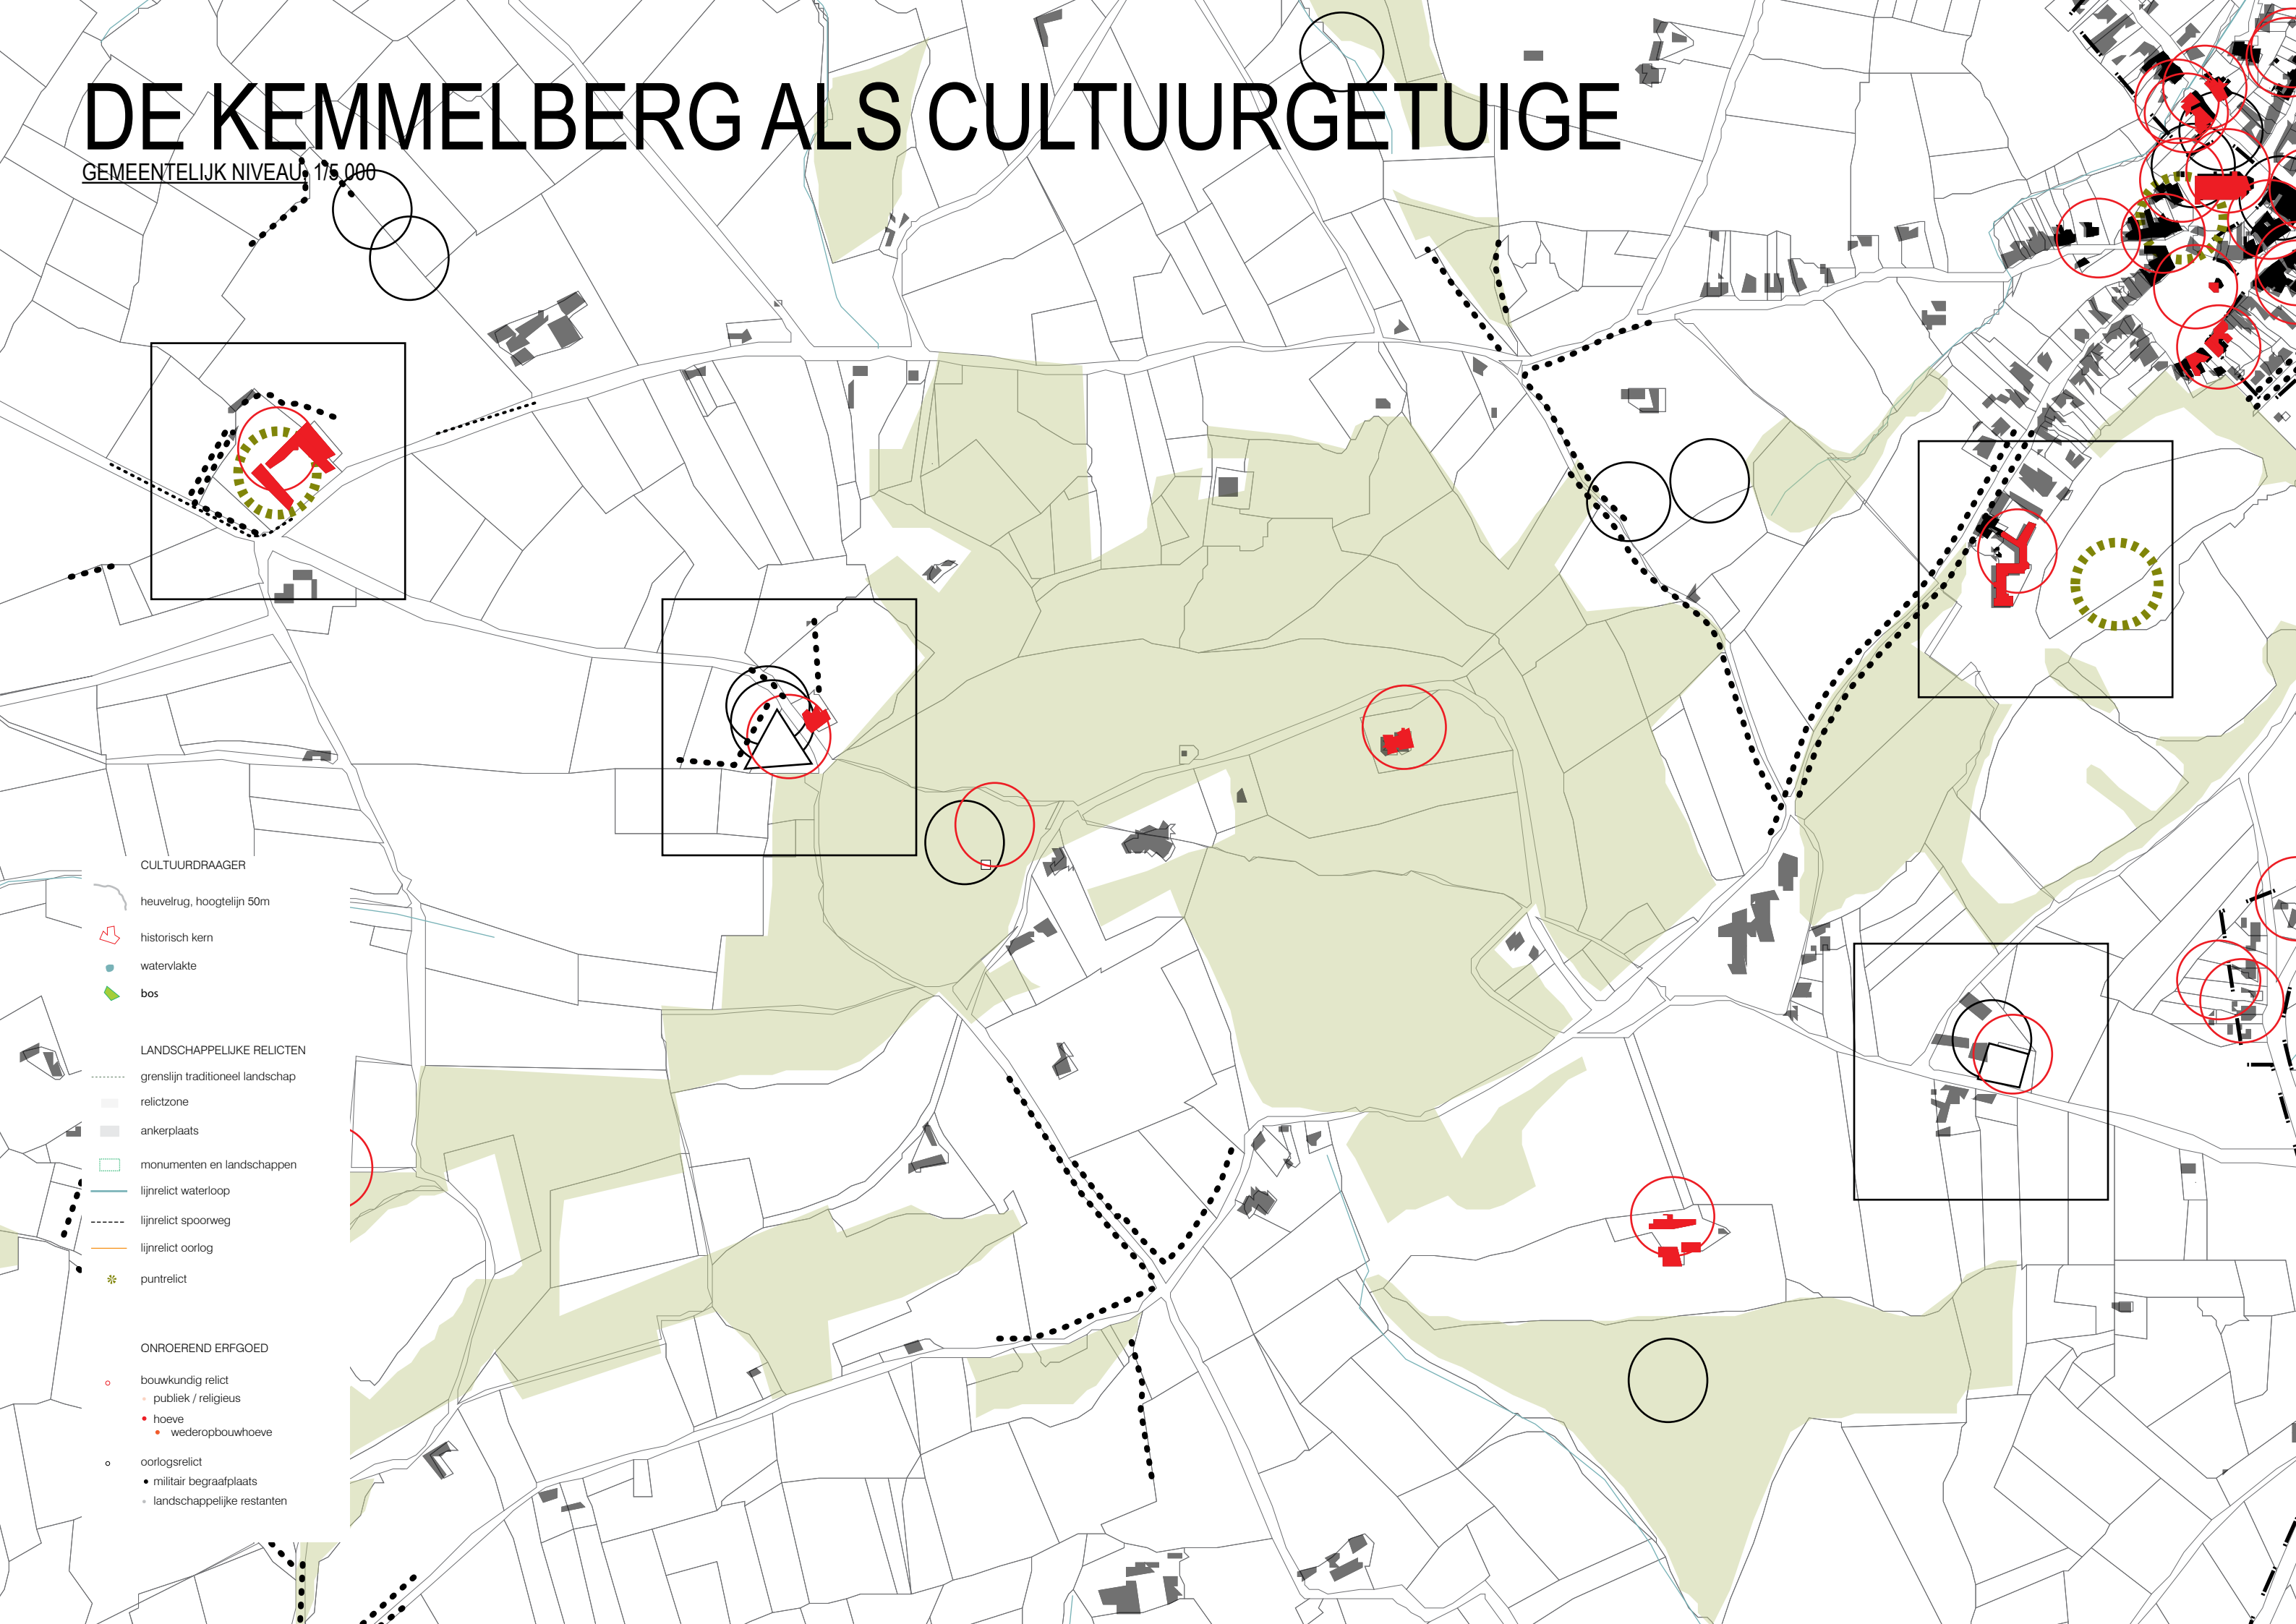 DE KEMMELBERG ALS CULTUURGETUIGE
GEMEENTELIJK NIVEAU, 1/5 000
CULTUURDRAAGER
heuvelrug, hoogtelijn 50m
historisch kern
watervlakte
bos
LANDSCHAPPELIJKE RELICTEN
grenslijn traditioneel landschap
relictzone
ankerplaats
monumenten en landschappen
lijnrelict waterloop
lijnrelict spoorweg
lijnrelict oorlog
puntrelict
ONROEREND ERFGOED
bouwkundig relict
publiek / religieus
hoeve
wederopbouwhoeve
oorlogsrelict
militair begraafplaats
landschappelijke restanten